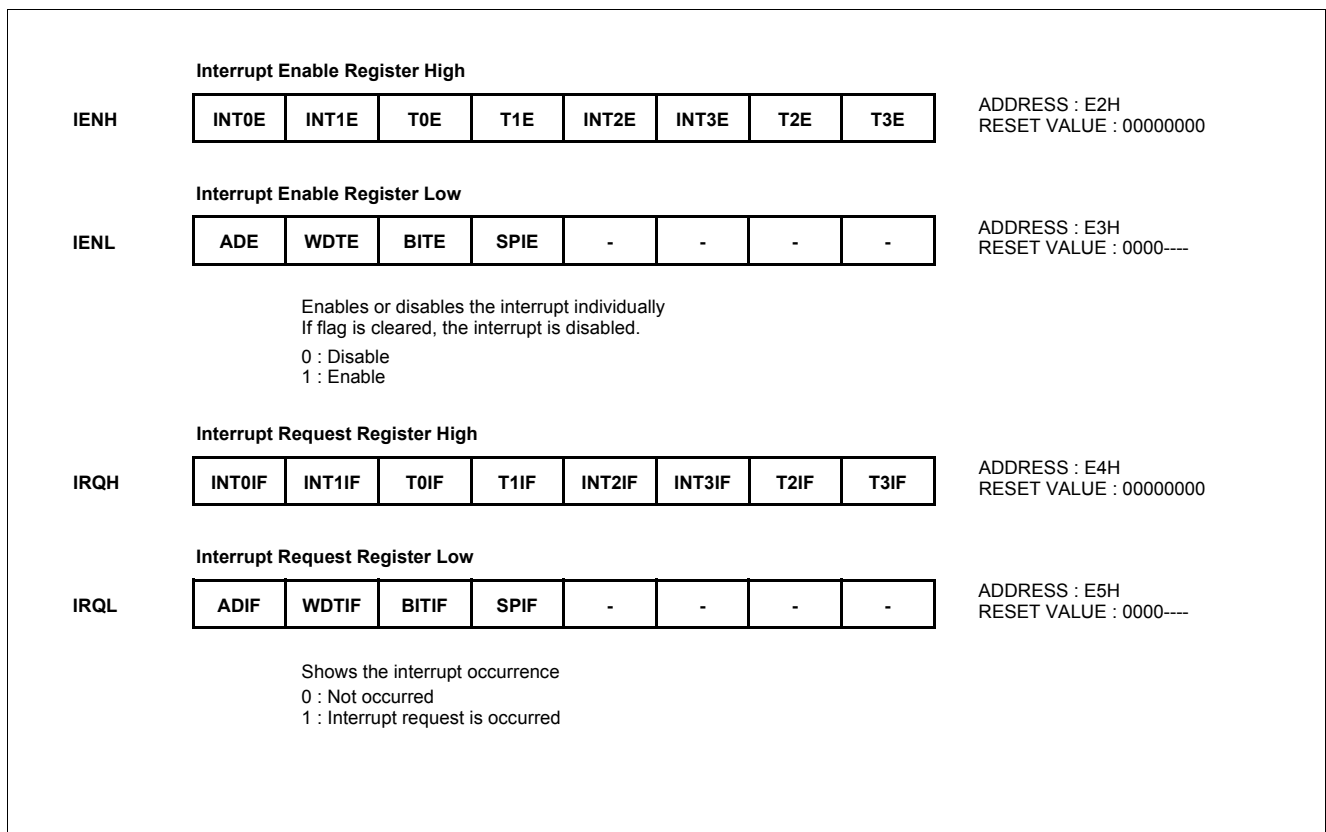 Interrupt Enable Register High
IENH INT0E INT1E T0E T1E INT2E INT3E T2E T3E ADDRESS : E2H
RESET VALUE : 00000000
Interrupt Enable Register Low
IENL ADE WDTE BITE SPIE - - - - ADDRESS : E3H
RESET VALUE : 0000----
Enables or disables the interrupt individually
If flag is cleared, the interrupt is disabled.
0 : Disable
1 : Enable
Interrupt Request Register High
IRQH INT0IF INT1IF T0IF T1IF INT2IF INT3IF T2IF T3IF ADDRESS : E4H
RESET VALUE : 00000000
Interrupt Request Register Low
IRQL ADIF WDTIF BITIF SPIF - - - - ADDRESS : E5H
RESET VALUE : 0000----
Shows the interrupt occurrence
0 : Not occurred
1 : Interrupt request is occurred